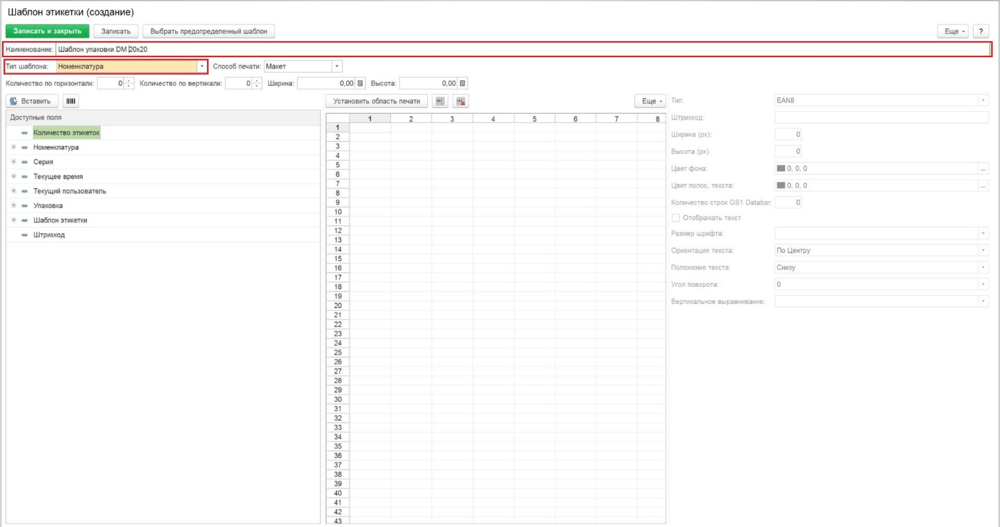 Шаблон этикетки (создание)
Записать и закрыть Записать Выбрать предопределенный шаблон Еще ?
Наименование: Шаблон упаковки DM 20x20
Тип шаблона: Номенклатура Способ печати: Макет
Количество по горизонтали: 0 Количество по вертикали: 0 Ширина: 0,00 Высота: 0,00
Вставить
Доступные поля
Количество этикеток
Номенклатура
Серия
Текущее время
Текущий пользователь
Упаковка
Шаблон этикетки
Штрихкод
Установить область печати Еще
1 2 3 4 5 6 7 8
1
2
3
4
5
6
7
8
9
10
11
12
13
14
15
16
17
18
19
20
21
22
23
24
25
26
27
28
29
30
31
32
33
34
35
36
37
38
39
40
41
42
43
Тип: EAN8
Штрихкод:
Ширина (px): 0
Высота (px): 0
Цвет фона: 0, 0, 0 ...
Цвет полос, текста: 0, 0, 0 ...
Количество строк GS1 Databar: 0
Отображать текст
Размер шрифта:
Ориентация текста: По Центру
Положение текста: Снизу
Угол поворота: 0
Вертикальное выравнивание: